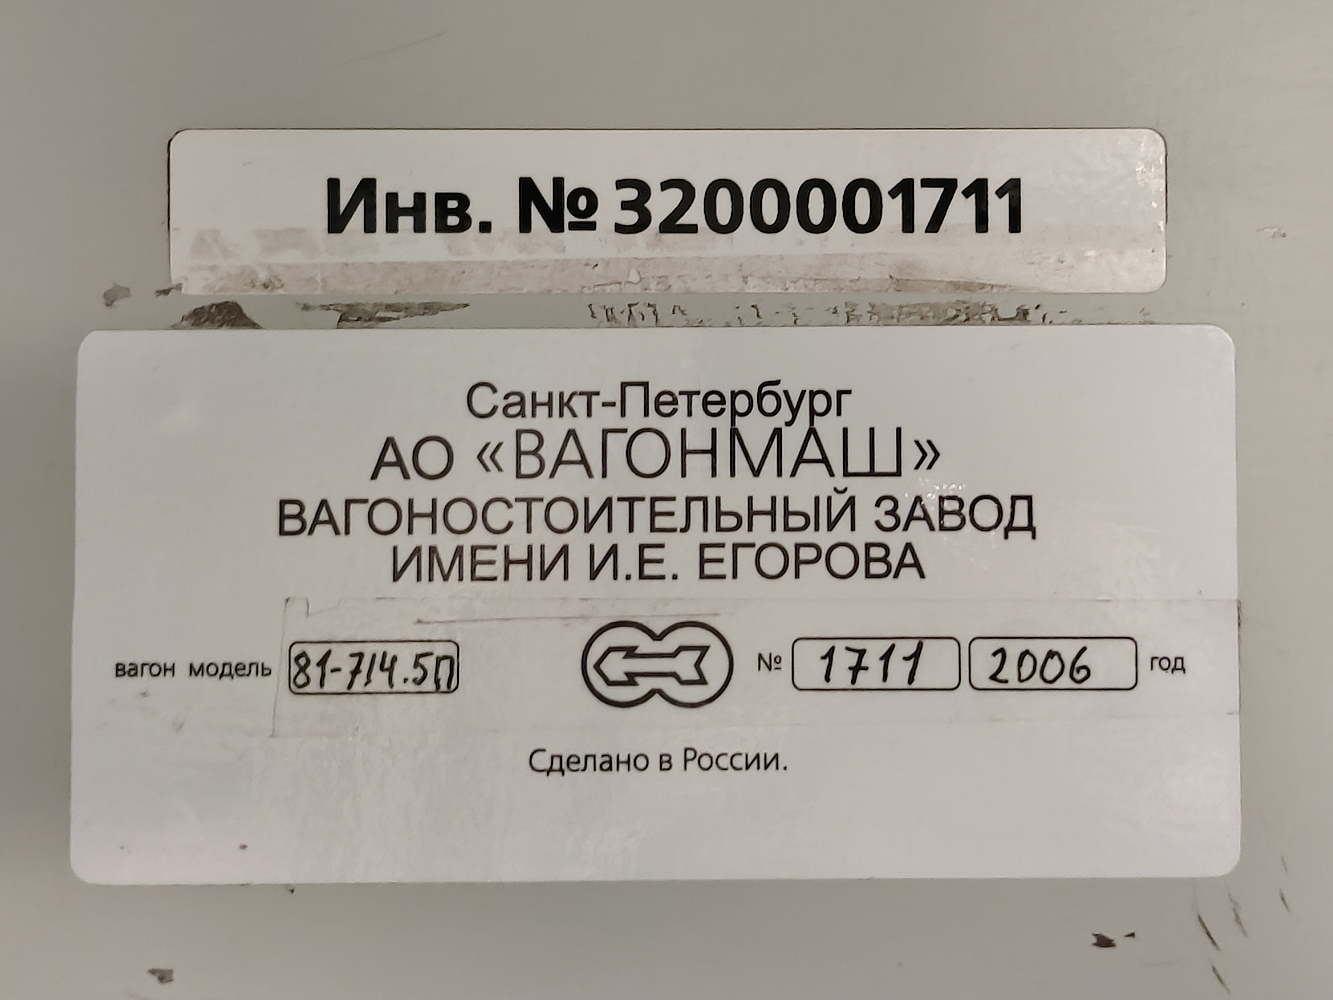 Инв. № 3200001711
Санкт-Петербург
АО «ВАГОНМАШ»
ВАГОНОСТОИТЕЛЬНЫЙ ЗАВОД
ИМЕНИ И.Е. ЕГОРОВА
вагон модель 81-714.5П № 1711 2006 год
Сделано в России.